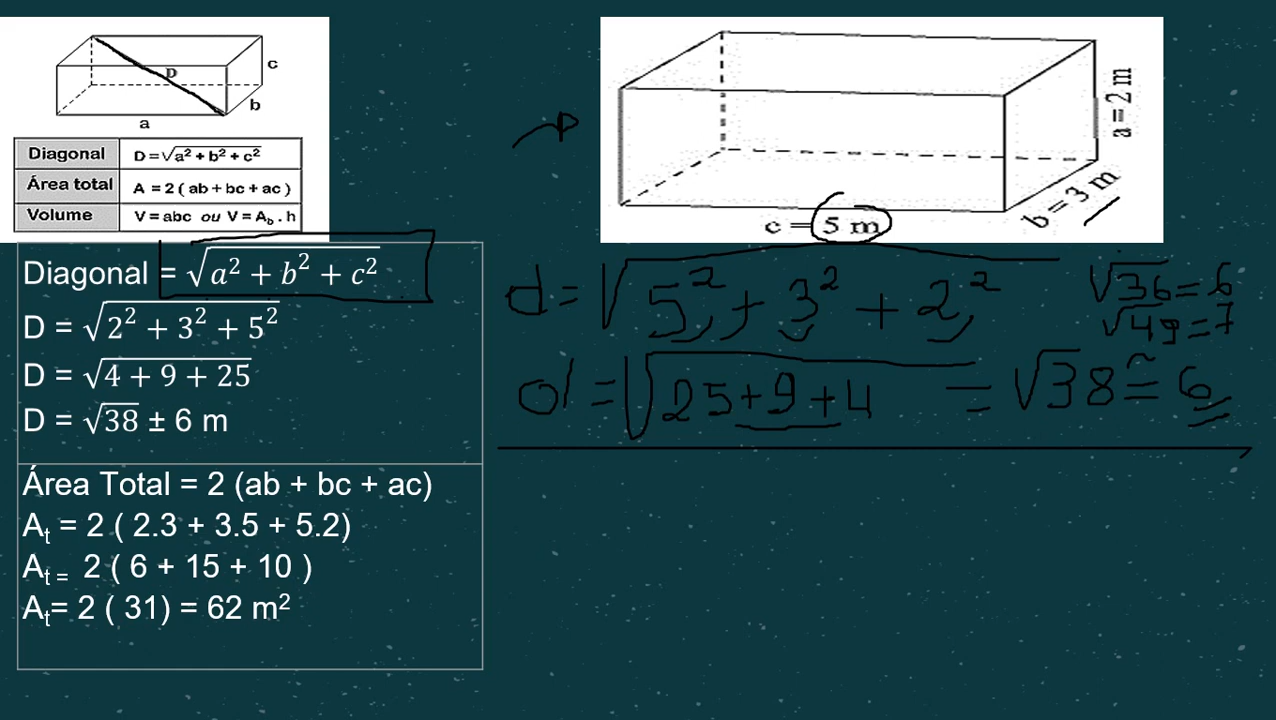 D
c
b
a
Diagonal D = √a² + b² + c²
Área total A = 2 ( ab + bc + ac )
Volume V = abc ou V = A_b . h
a = 2 m
b = 3 m
c = 5 m
Diagonal = √a² + b² + c²
D = √2² + 3² + 5²
D = √4 + 9 + 25
D = √38 ± 6 m
Área Total = 2 (ab + bc + ac)
A_t = 2 ( 2.3 + 3.5 + 5.2)
A_t = 2 ( 6 + 15 + 10 )
A_t= 2 ( 31) = 62 m²
d = √5² + 3² + 2²
√36 = 6
√49 = 7
d = √25 + 9 + 4 = √38 ≅ 6